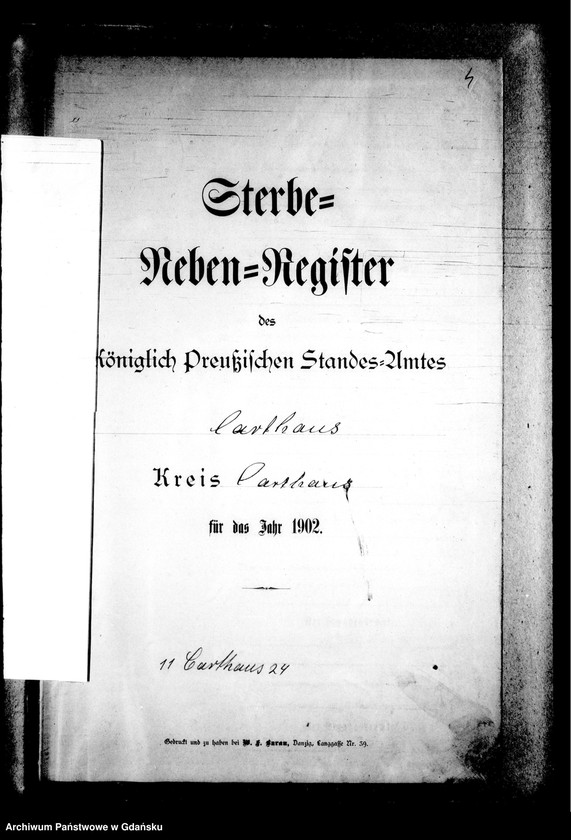 4
Sterbe-
Neben-Register
des
Königlich Preußischen Standes-Amtes
Carthaus
Kreis Carthaus
für das Jahr 1902.
11 Carthaus 24
Gedruckt und zu haben bei W. F. Burau, Danzig, Langgasse Nr. 39.
Archiwum Państwowe w Gdańsku